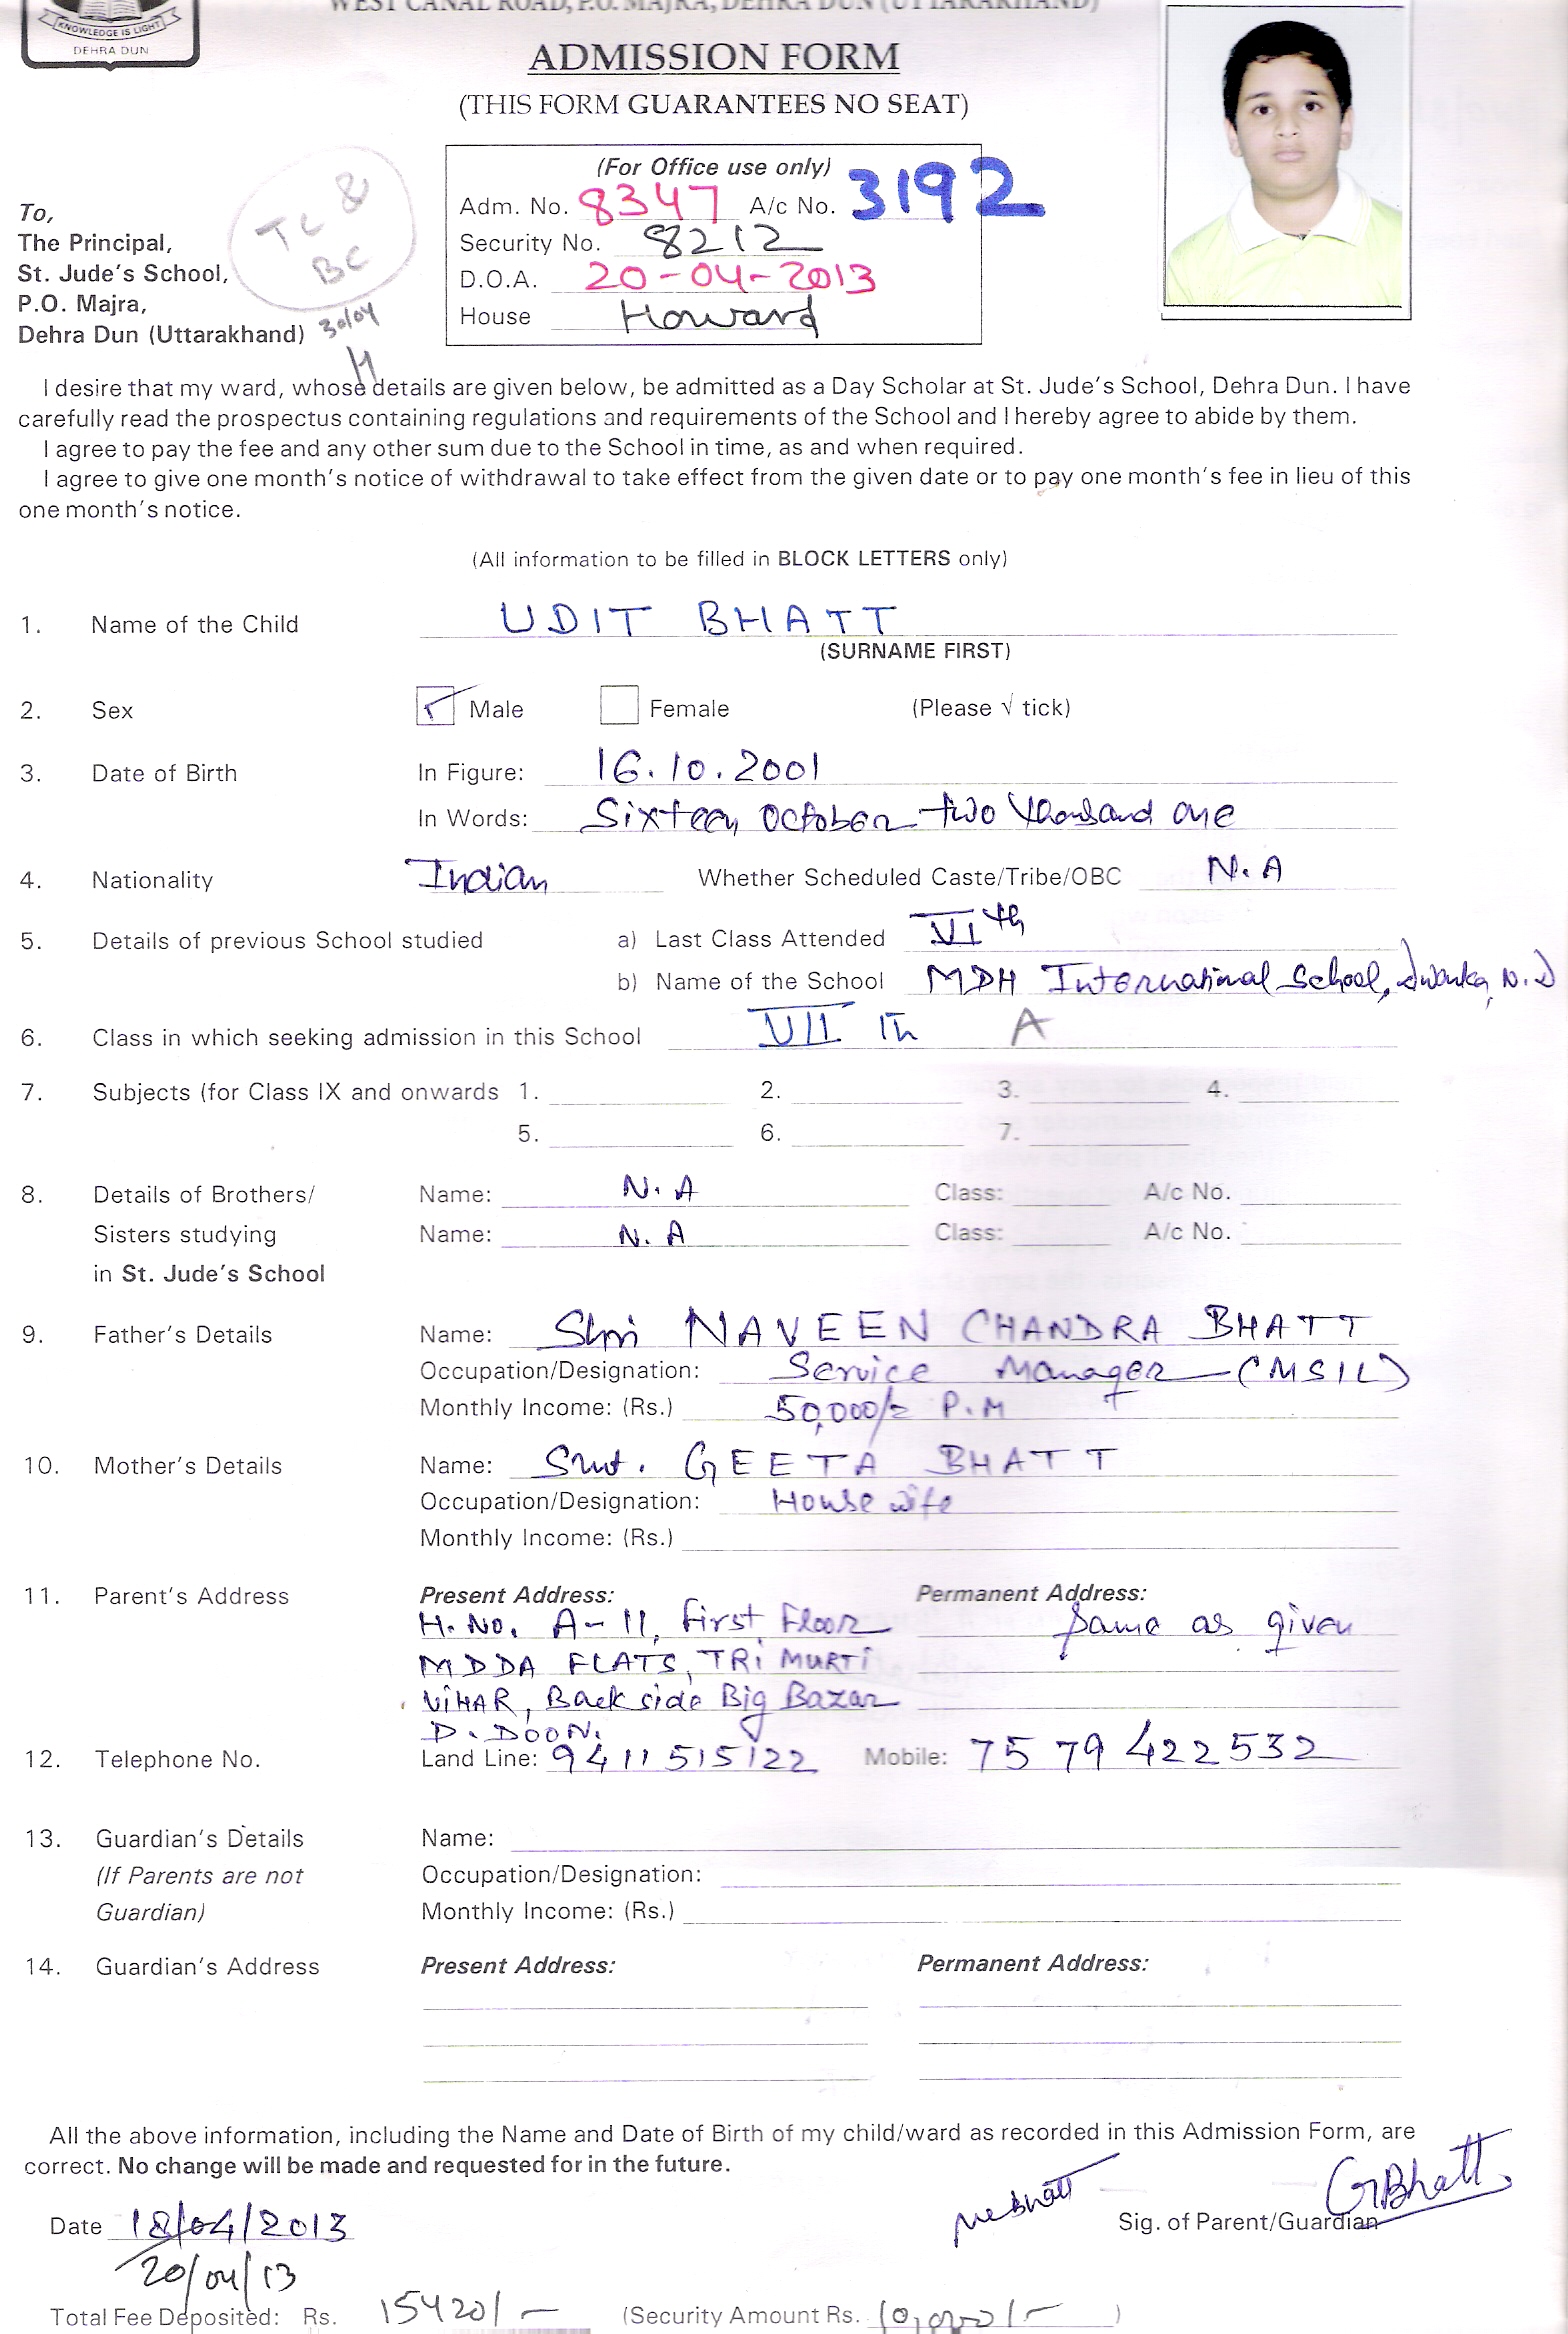 WEST CANAL ROAD, P.O. MAJRA, DEHRA DUN (UTTARAKHAND)
KNOWLEDGE IS LIGHT
DEHRA DUN
ADMISSION FORM
(THIS FORM GUARANTEES NO SEAT)
(For Office use only)
Adm. No. 8347 A/c No. 3192
Security No. 8212
D.O.A. 20-04-2013
House Howard
TC &
BC
30/04
To,
The Principal,
St. Jude's School,
P.O. Majra,
Dehra Dun (Uttarakhand)
I desire that my ward, whose details are given below, be admitted as a Day Scholar at St. Jude's School, Dehra Dun. I have
carefully read the prospectus containing regulations and requirements of the School and I hereby agree to abide by them.
I agree to pay the fee and any other sum due to the School in time, as and when required.
I agree to give one month's notice of withdrawal to take effect from the given date or to pay one month's fee in lieu of this
one month's notice.
(All information to be filled in BLOCK LETTERS only)
1. Name of the Child UDIT BHATT
(SURNAME FIRST)
2. Sex Male Female (Please √ tick)
3. Date of Birth In Figure: 16.10.2001
In Words: Sixteen October two thousand one
4. Nationality Indian Whether Scheduled Caste/Tribe/OBC N.A
5. Details of previous School studied a) Last Class Attended VIth
b) Name of the School MDH International School, Dwarka, N.D
6. Class in which seeking admission in this School VII th A
7. Subjects (for Class IX and onwards 1. 2. 3. 4.
5. 6. 7.
8. Details of Brothers/ Name: N.A Class: A/c No.
Sisters studying Name: N.A Class: A/c No.
in St. Jude's School
9. Father's Details Name: Shri NAVEEN CHANDRA BHATT
Occupation/Designation: Service Manager (MSIL)
Monthly Income: (Rs.) 50,000/= P.M
10. Mother's Details Name: Smt. GEETA BHATT
Occupation/Designation: House wife
Monthly Income: (Rs.)
11. Parent's Address Present Address: Permanent Address:
H. No. A-11, First Floor Same as given
MDDA FLATS, TRI MURTI
VIHAR, Back side Big Bazar
D. DOON.
12. Telephone No. Land Line: 9411515122 Mobile: 7579422532
13. Guardian's Details Name:
(If Parents are not Occupation/Designation:
Guardian) Monthly Income: (Rs.)
14. Guardian's Address Present Address: Permanent Address:
All the above information, including the Name and Date of Birth of my child/ward as recorded in this Admission Form, are
correct. No change will be made and requested for in the future.
Date 18/04/2013 Sig. of Parent/Guardian GBhatt
20/04/13
Total Fee Deposited: Rs. 15420/- (Security Amount Rs. 10,000/- )